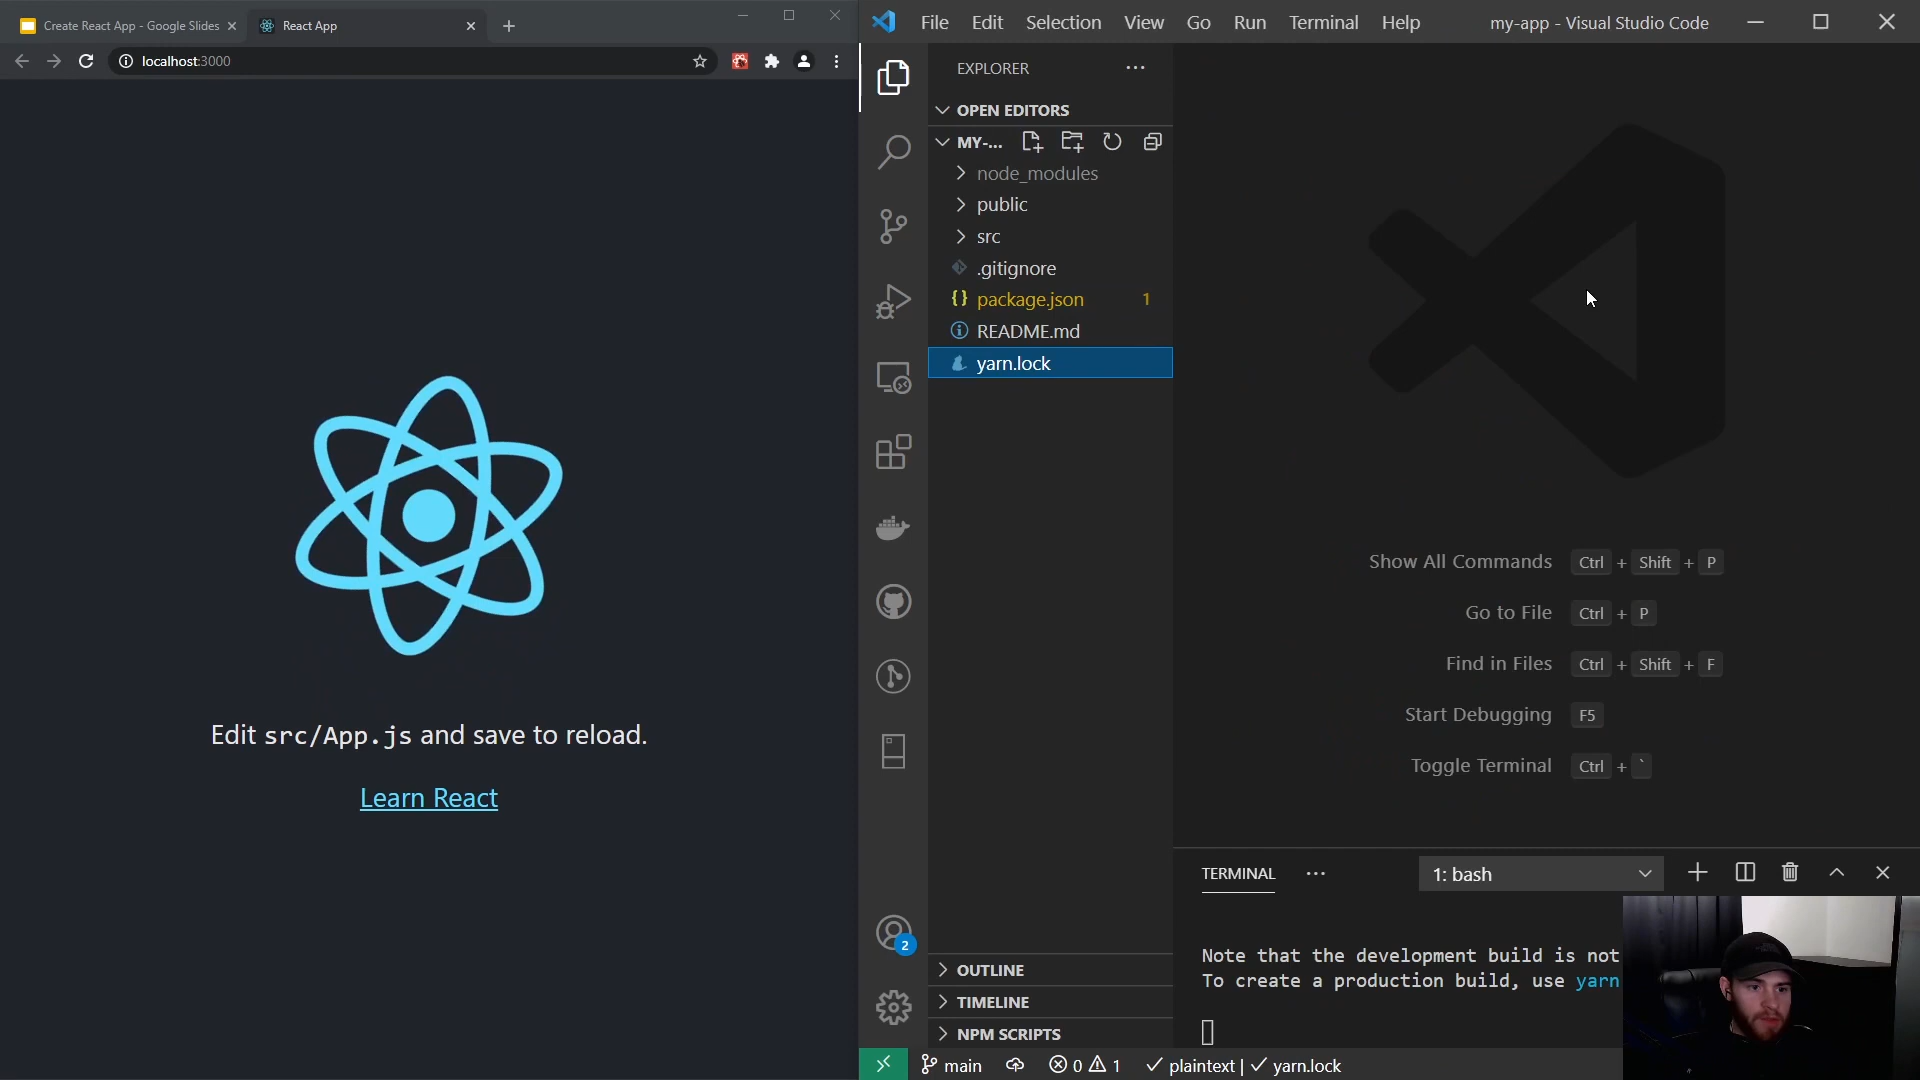 Create React App - Google Slides
React App
localhost:3000
Edit src/App.js and save to reload.
Learn React
File Edit Selection View Go Run Terminal Help
my-app - Visual Studio Code
EXPLORER
OPEN EDITORS
MY-...
node_modules
public
src
.gitignore
package.json 1
README.md
yarn.lock
OUTLINE
TIMELINE
NPM SCRIPTS
2
Show All Commands Ctrl + Shift + P
Go to File Ctrl + P
Find in Files Ctrl + Shift + F
Start Debugging F5
Toggle Terminal Ctrl + `
TERMINAL
1: bash
Note that the development build is not
To create a production build, use yarn
main 0 1 plaintext | yarn.lock